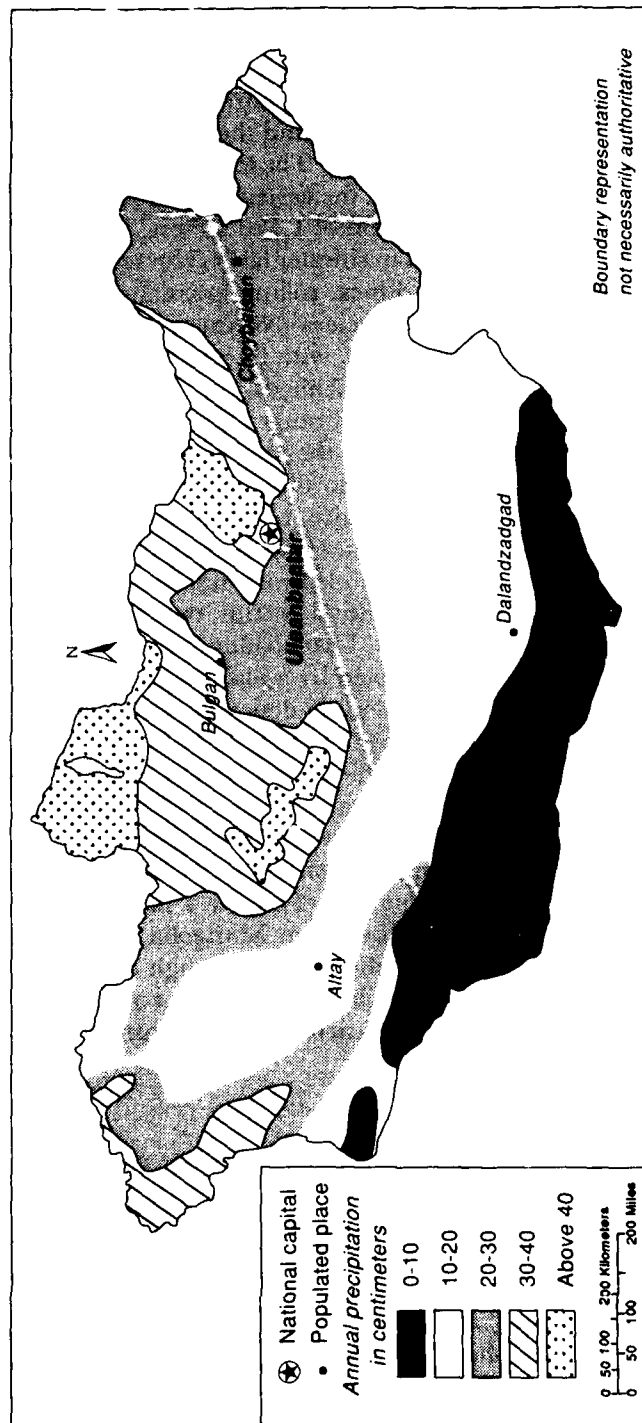 N
Bulgan
Ulaanbaatar
Choybalsan
Altay
Dalandzadgad
National capital
Populated place
Annual precipitation
in centimeters
0-10
10-20
20-30
30-40
Above 40
0 50 100 200 Kilometers
0 50 100 200 Miles
Boundary representation
not necessarily authoritative